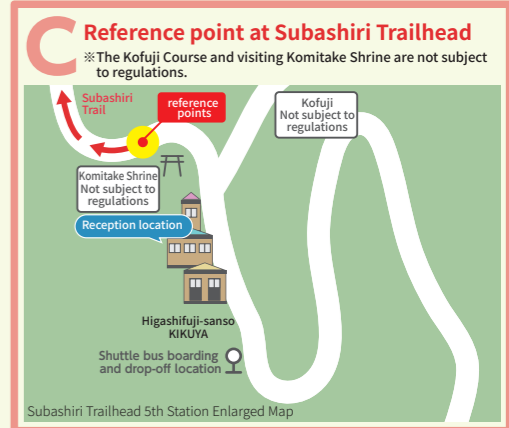 C Reference point at Subashiri Trailhead
※The Kofuji Course and visiting Komitake Shrine are not subject
to regulations.
Subashiri
Trail
reference
points
Kofuji
Not subject to
regulations
Komitake Shrine
Not subject to
regulations
Reception location
Higashifuji-sanso
KIKUYA
Shuttle bus boarding
and drop-off location
Subashiri Trailhead 5th Station Enlarged Map